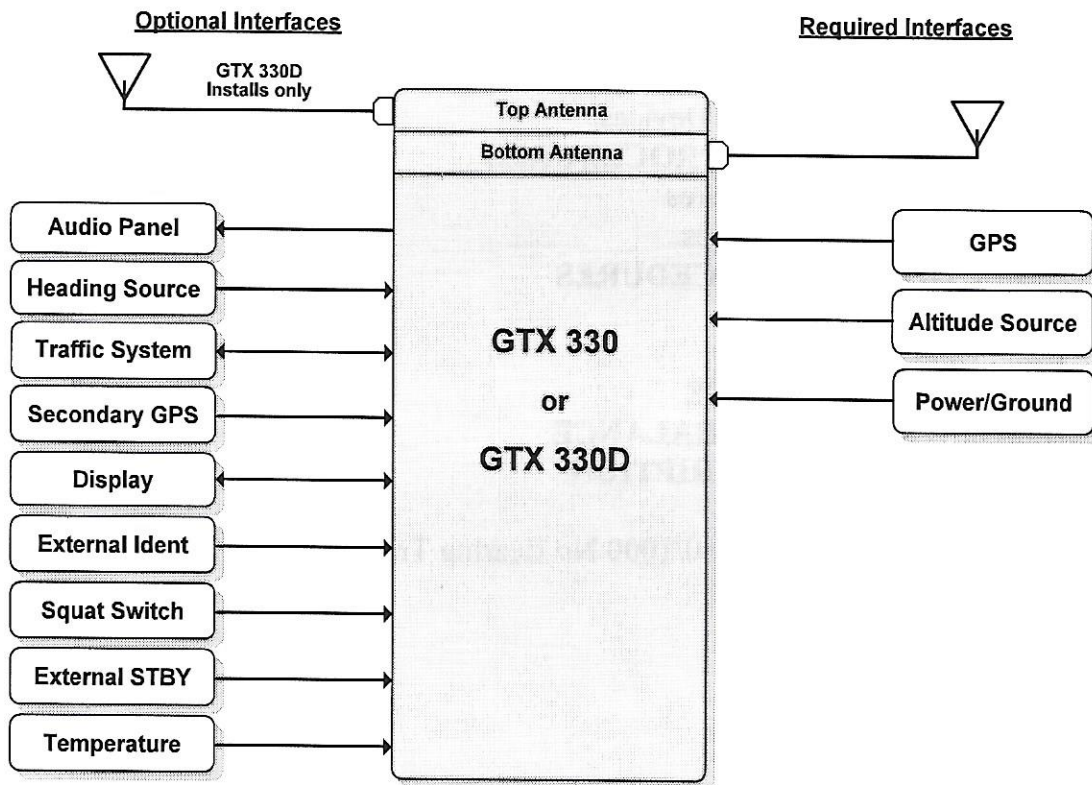 Optional Interfaces
Required Interfaces
GTX 330D
Installs only
Top Antenna
Bottom Antenna
Audio Panel
Heading Source
Traffic System
Secondary GPS
Display
External Ident
Squat Switch
External STBY
Temperature
GTX 330
or
GTX 330D
GPS
Altitude Source
Power/Ground